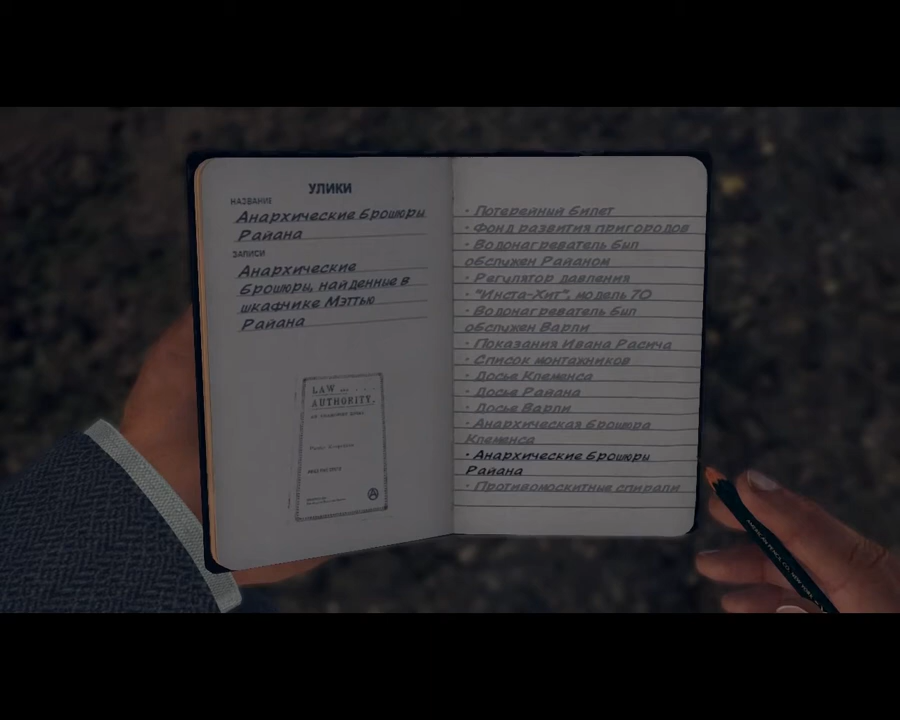 УЛИКИ
НАЗВАНИЕ
Анархические брошюры
Райана
ЗАПИСИ
Анархические
брошюры, найденные в
шкафчике Мэттью
Райана
LAW
AUTHORITY.
· Лотерейный билет
· Фонд развития пригородов
· Водонагреватель был
обслужен Райаном
· Регулятор давления
· "Инста-Хит", модель 70
· Водонагреватель был
обслужен Варли
· Показания Ивана Расича
· Список монтажников
· Досье Клеменса
· Досье Райана
· Досье Варли
· Анархическая брошюра
Клеменса
· Анархические брошюры
Райана
· Противомоскитные спирали